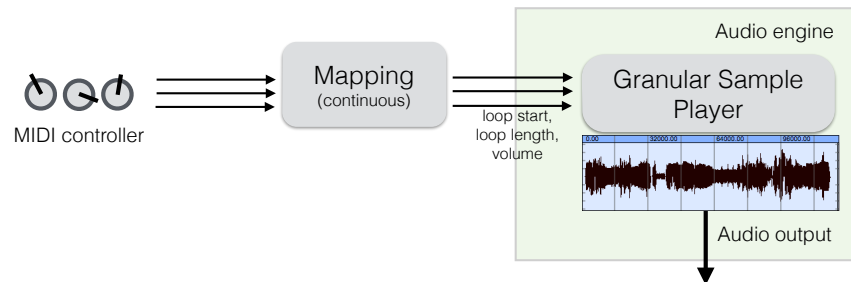 Audio engine
Mapping
(continuous)
Granular Sample
Player
MIDI controller
loop start,
loop length,
volume
0.00 32000.00 64000.00 96000.00
Audio output